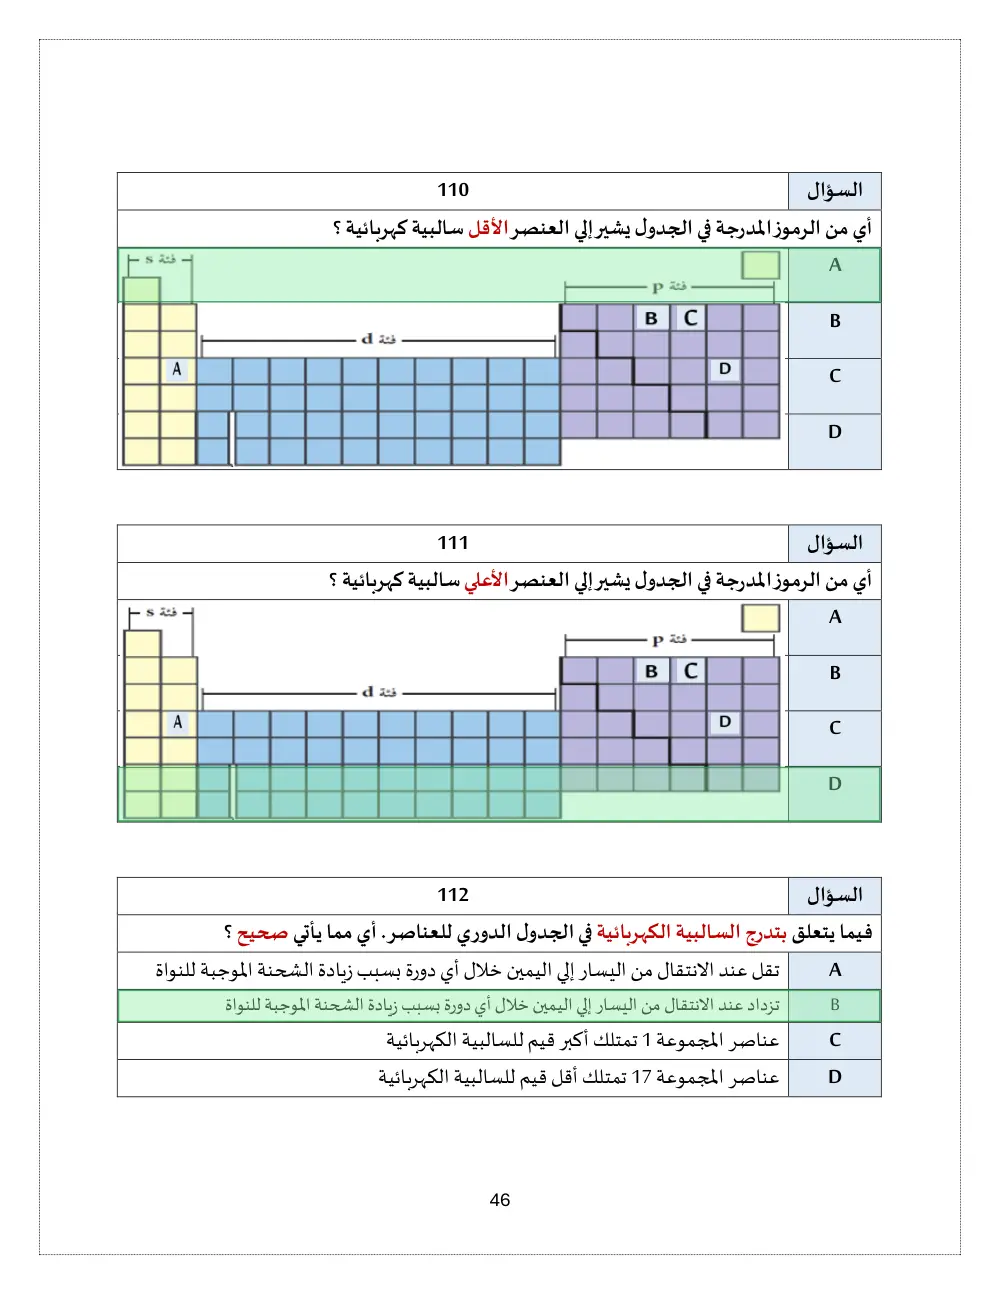 السؤال 110
أي من الرموز المدرجة في الجدول يشير إلي العنصر الأقل سالبية كهربائية ؟
A
فئة s
فئة p
B
B C
فئة d
A D
C
D
السؤال 111
أي من الرموز المدرجة في الجدول يشير إلي العنصر الأعلي سالبية كهربائية ؟
A
فئة s
فئة p
B
B C
فئة d
A D
C
D
السؤال 112
فيما يتعلق بتدرج السالبية الكهربائية في الجدول الدوري للعناصر. أي مما يأتي صحيح ؟
A تقل عند الانتقال من اليسار إلي اليمين خلال أي دورة بسبب زيادة الشحنة الموجبة للنواة
B تزداد عند الانتقال من اليسار إلي اليمين خلال أي دورة بسبب زيادة الشحنة الموجبة للنواة
C عناصر المجموعة 1 تمتلك أكبر قيم للسالبية الكهربائية
D عناصر المجموعة 17 تمتلك أقل قيم للسالبية الكهربائية
46